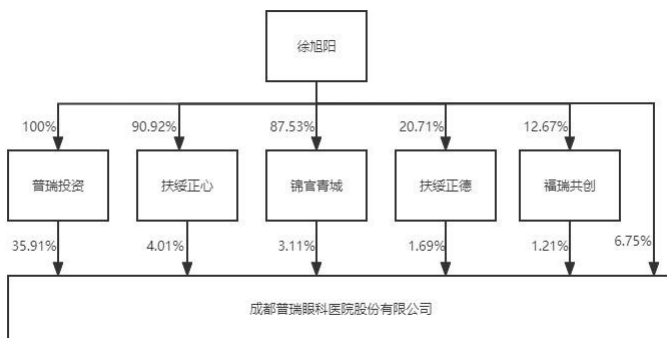 徐旭阳
100%
90.92%
87.53%
20.71%
12.67%
普瑞投资
扶绥正心
锦官青城
扶绥正德
福瑞共创
35.91%
4.01%
3.11%
1.69%
1.21%
6.75%
成都普瑞眼科医院股份有限公司